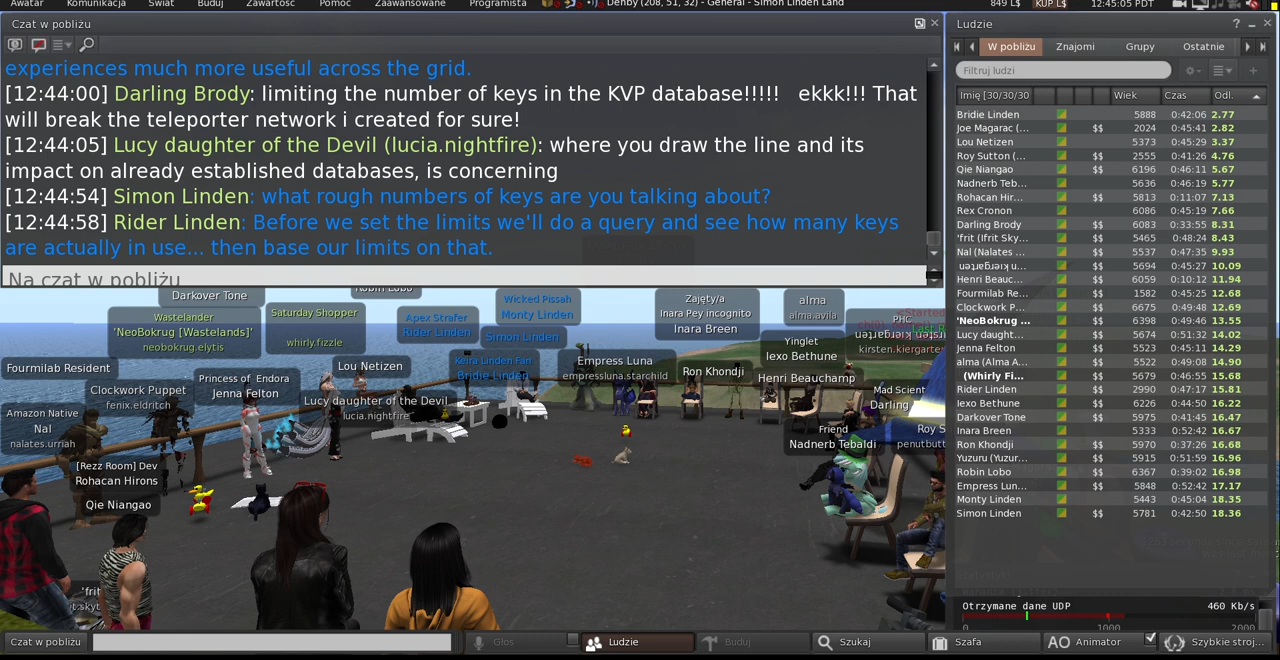 Awatar Komunikacja Świat Buduj Zawartość Pomoc Zaawansowane Programista Denby (208, 51, 32) - General - Simon Linden Land 849 L$ KUP L$ 12:45:05 PDT
Czat w pobliżu
experiences much more useful across the grid.
[12:44:00] Darling Brody: limiting the number of keys in the KVP database!!!!! ekkk!!! That
will break the teleporter network i created for sure!
[12:44:05] Lucy daughter of the Devil (lucia.nightfire): where you draw the line and its
impact on already established databases, is concerning
[12:44:54] Simon Linden: what rough numbers of keys are you talking about?
[12:44:58] Rider Linden: Before we set the limits we'll do a query and see how many keys
are actually in use... then base our limits on that.
Na czat w pobliżu
Darkover Tone
Robin Lobo
Wicked Pissah
Monty Linden
Zajęty/a
Inara Pey incognito
Inara Breen
alma
alma.avila
Wastelander
'NeoBokrug [Wastelands]'
neobokrug.elytis
Saturday Shopper
whirly.fizzle
Apex Strafer
Rider Linden
Simon Linden
kirsten.kiergarten
Yinglet
Iexo Bethune
Fourmilab Resident
Lou Netizen
Keira Linden Fan
Bridie Linden
Empress Luna
empressluna.starchild
Ron Khondji
Henri Beauchamp
Clockwork Puppet
fenix.eldritch
Princess of Endora
Jenna Felton
Lucy daughter of the Devil
lucia.nightfire
Mad Scient
Darling
Amazon Native
Nal
nalates.urriah
Friend
Nadnerb Tebaldi
Roy S
penutbutt
[Rezz Room] Dev
Rohacan Hirons
Qie Niangao
'frit
t.skyt
Ludzie
W pobliżu Znajomi Grupy Ostatnie
Filtruj ludzi
Imię [30/30/30 Wiek Czas Odl.
Bridie Linden 5888 0:42:06 2.77
Joe Magarac (... $$ 2024 0:45:41 2.82
Lou Netizen 5373 0:45:29 3.37
Roy Sutton (... $$ 2555 0:41:26 4.76
Qie Niangao $$ 6196 0:46:11 5.67
Nadnerb Teb... 5636 0:46:19 5.77
Rohacan Hir... $$ 5813 0:11:07 7.13
Rex Cronon 6086 0:45:19 7.66
Darling Brody $$ 6083 0:33:55 8.31
'frit (Ifrit Sky... $$ 5465 0:48:24 8.43
Nal (Nalates ... $$ 5537 0:47:35 9.93
$$ 5694 0:45:27 10.09
Henri Beauc... $$ 6059 0:10:12 11.94
Fourmilab Re... $$ 1582 0:45:25 12.68
Clockwork P... $$ 6675 0:49:48 12.69
'NeoBokrug ... $$ 6398 0:49:46 13.55
Lucy daught... $$ 5674 0:51:32 14.02
Jenna Felton $$ 5523 0:45:11 14.29
alma (Alma A... $$ 5522 0:49:08 14.90
(Whirly Fi... $$ 5679 0:46:55 15.68
Rider Linden $$ 2990 0:47:17 15.81
Iexo Bethune $$ 6226 0:44:50 16.22
Darkover Tone $$ 5975 0:41:45 16.47
Inara Breen 5333 0:52:42 16.67
Ron Khondji $$ 5970 0:37:26 16.68
Yuzuru (Yuzur... $$ 5915 0:51:59 16.96
Robin Lobo $$ 6367 0:39:02 16.98
Empress Lun... $$ 5848 0:52:42 17.17
Monty Linden 5443 0:45:04 18.35
Simon Linden $$ 5781 0:42:50 18.36
Otrzymane dane UDP 460 Kb/s
0 1000 2000
Czat w pobliżu Głos Ludzie Buduj Szukaj Szafa AO Animator Szybkie stroj...